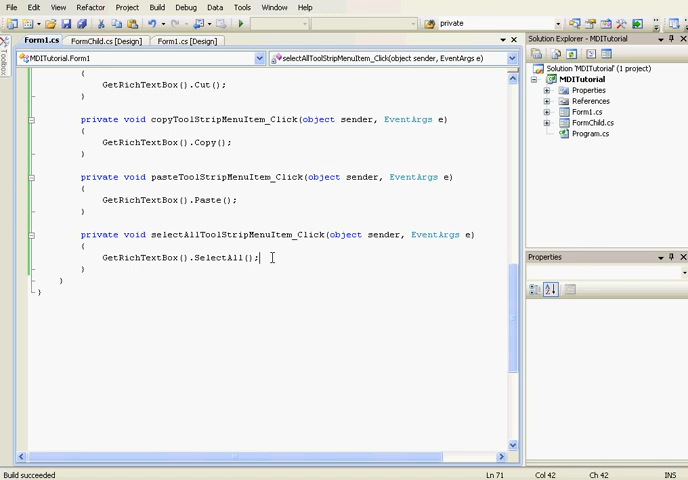 File Edit View Refactor Project Build Debug Data Tools Window Help
private
Form1.cs FormChild.cs [Design] Form1.cs [Design]
MDITutorial.Form1 selectAllToolStripMenuItem_Click(object sender, EventArgs e)
Toolbox
{
GetRichTextBox().Cut();
}
private void copyToolStripMenuItem_Click(object sender, EventArgs e)
{
GetRichTextBox().Copy();
}
private void pasteToolStripMenuItem_Click(object sender, EventArgs e)
{
GetRichTextBox().Paste();
}
private void selectAllToolStripMenuItem_Click(object sender, EventArgs e)
{
GetRichTextBox().SelectAll();
}
}
}
Solution Explorer - MDITutorial
Solution 'MDITutorial' (1 project)
MDITutorial
Properties
References
Form1.cs
FormChild.cs
Program.cs
Properties
Build succeeded Ln 71 Col 42 Ch 42 INS